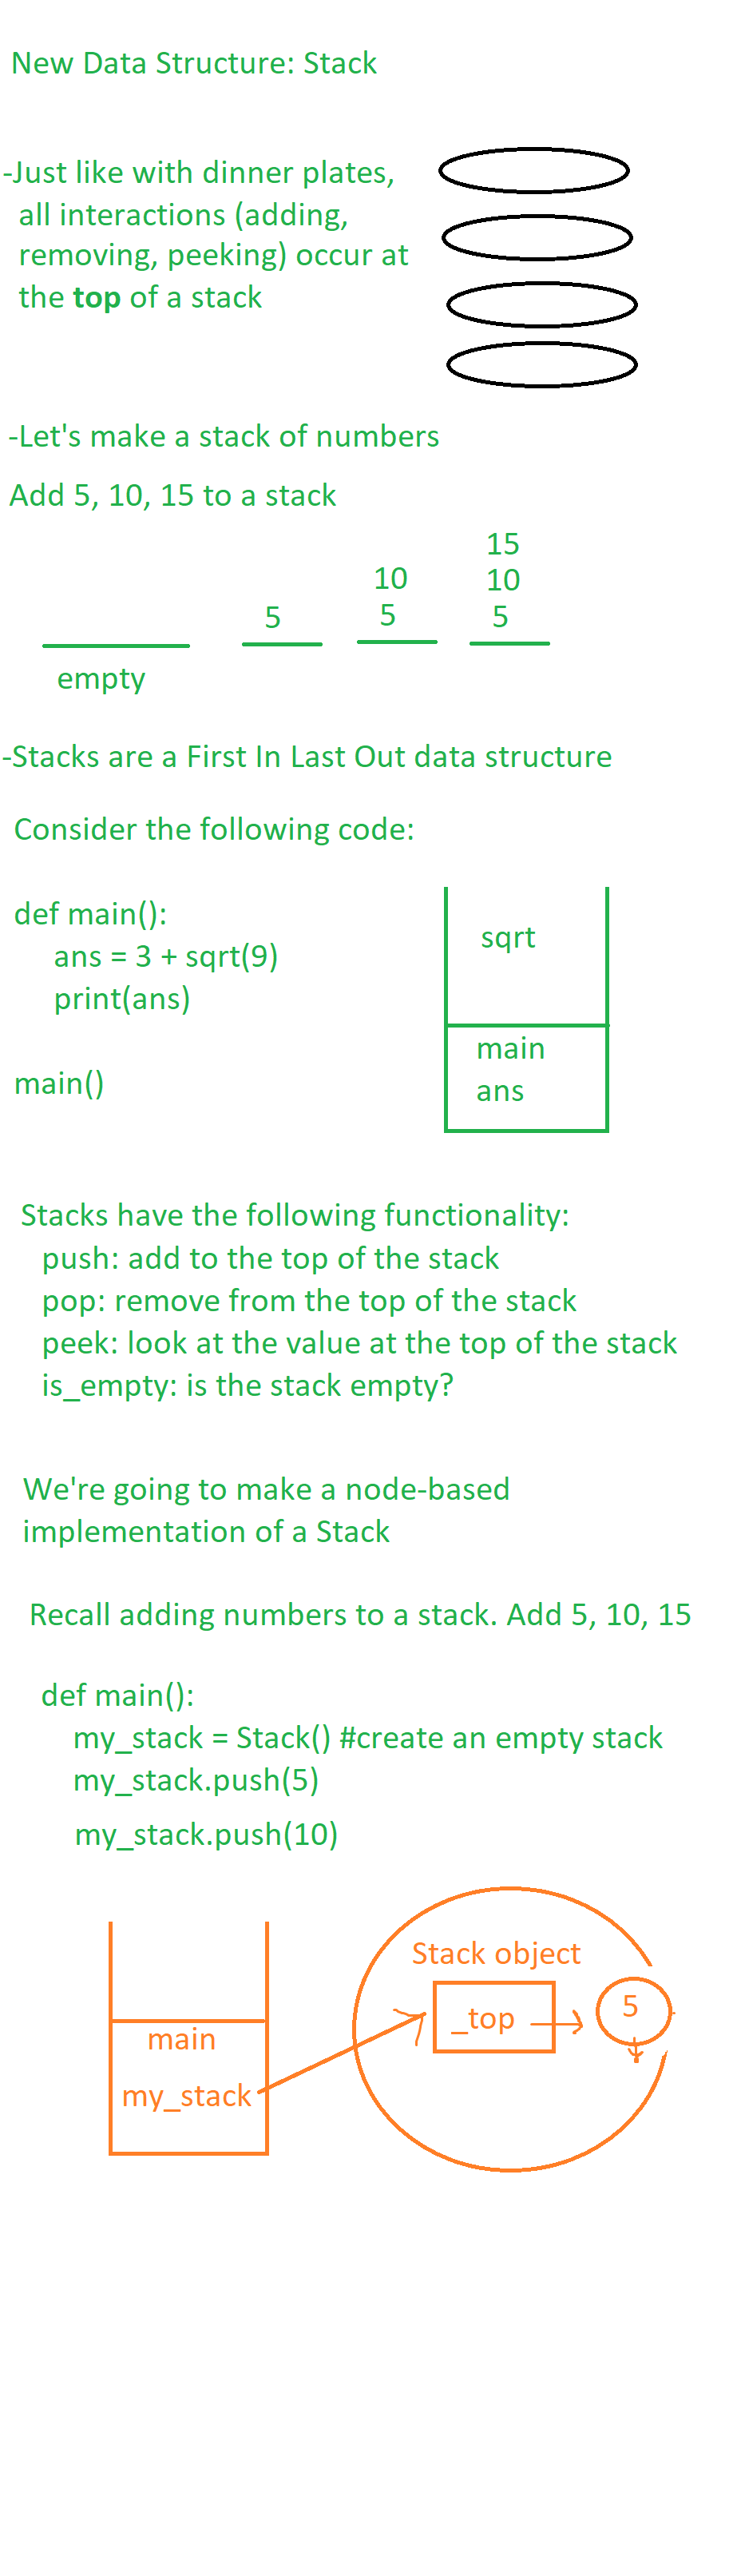 New Data Structure: Stack
-Just like with dinner plates,
all interactions (adding,
removing, peeking) occur at
the top of a stack
-Let's make a stack of numbers
Add 5, 10, 15 to a stack
15
10
10
5
5
5
empty
-Stacks are a First In Last Out data structure
Consider the following code:
def main():
ans = 3 + sqrt(9)
print(ans)
main()
sqrt
main
ans
Stacks have the following functionality:
push: add to the top of the stack
pop: remove from the top of the stack
peek: look at the value at the top of the stack
is_empty: is the stack empty?
We're going to make a node-based
implementation of a Stack
Recall adding numbers to a stack. Add 5, 10, 15
def main():
my_stack = Stack() #create an empty stack
my_stack.push(5)
my_stack.push(10)
Stack object
_top
5
main
my_stack